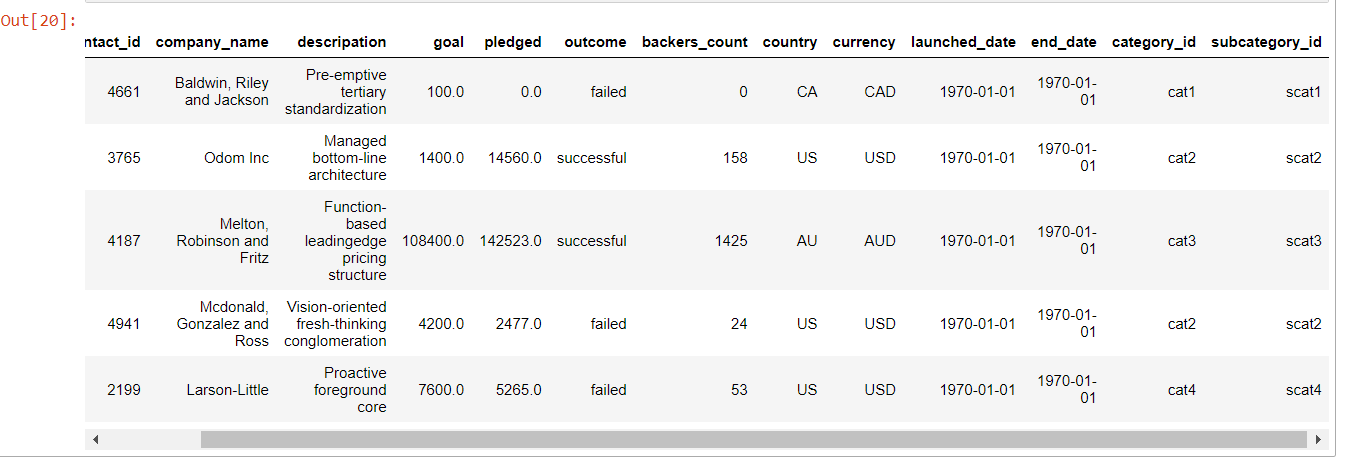 Out[20]:
ntact_id company_name descripation goal pledged outcome backers_count country currency launched_date end_date category_id subcategory_id
4661 Baldwin, Riley and Jackson Pre-emptive tertiary standardization 100.0 0.0 failed 0 CA CAD 1970-01-01 1970-01-01 cat1 scat1
3765 Odom Inc Managed bottom-line architecture 1400.0 14560.0 successful 158 US USD 1970-01-01 1970-01-01 cat2 scat2
4187 Melton, Robinson and Fritz Function-based leadingedge pricing structure 108400.0 142523.0 successful 1425 AU AUD 1970-01-01 1970-01-01 cat3 scat3
4941 Mcdonald, Gonzalez and Ross Vision-oriented fresh-thinking conglomeration 4200.0 2477.0 failed 24 US USD 1970-01-01 1970-01-01 cat2 scat2
2199 Larson-Little Proactive foreground core 7600.0 5265.0 failed 53 US USD 1970-01-01 1970-01-01 cat4 scat4